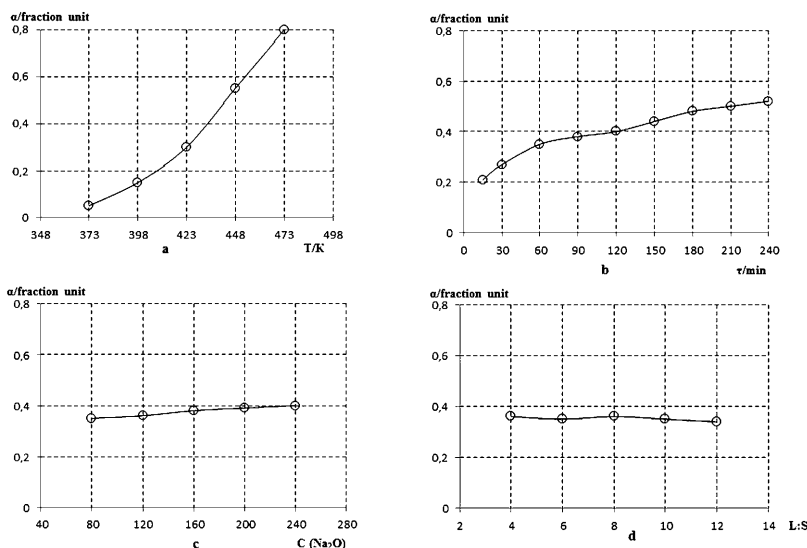 α/fraction unit
0,8
0,6
0,4
0,2
0
348 373 398 423 448 473 498
a T/K
α/fraction unit
0,8
0,6
0,4
0,2
0
0 30 60 90 120 150 180 210 240
b τ/min
α/fraction unit
0,8
0,6
0,4
0,2
0
40 80 120 160 200 240 280
c C (Na₂O)
α/fraction unit
0,8
0,6
0,4
0,2
0
2 4 6 8 10 12 14 L:S
d